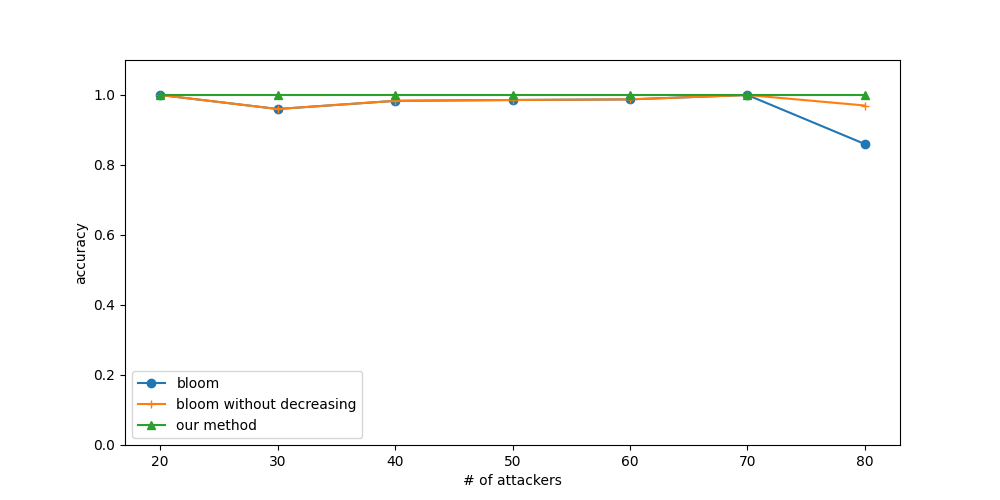 1.0
0.8
0.6
0.4
0.2
0.0
accuracy
bloom
bloom without decreasing
our method
20 30 40 50 60 70 80
# of attackers